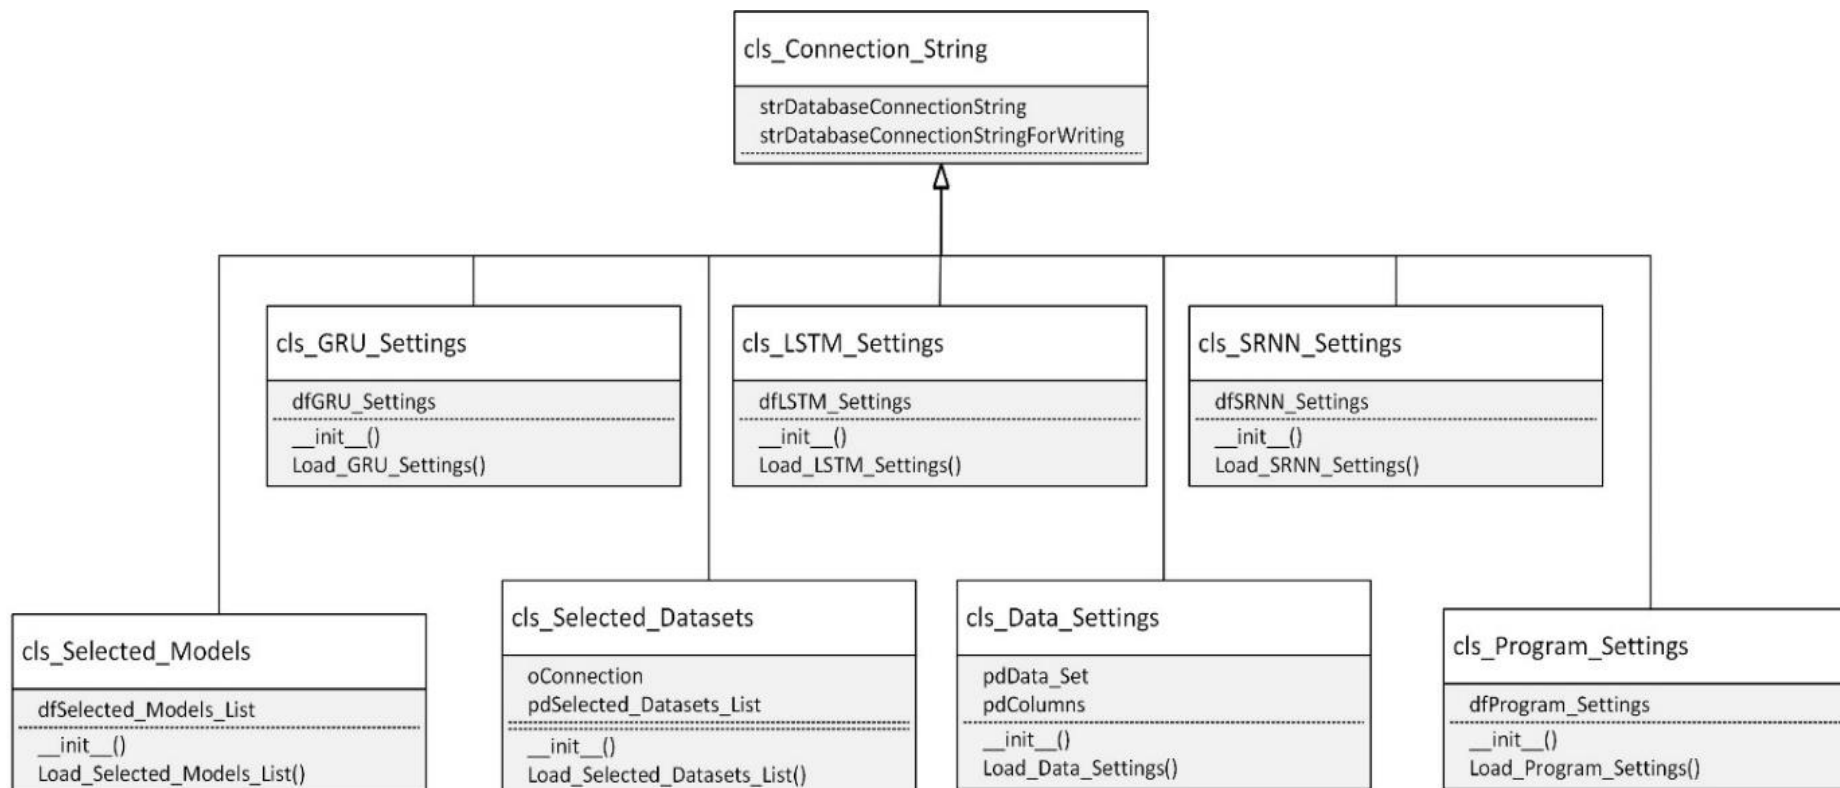 cls_Connection_String
strDatabaseConnectionString
strDatabaseConnectionStringForWriting
cls_GRU_Settings
dfGRU_Settings
__init__()
Load_GRU_Settings()
cls_LSTM_Settings
dfLSTM_Settings
__init__()
Load_LSTM_Settings()
cls_SRNN_Settings
dfSRNN_Settings
__init__()
Load_SRNN_Settings()
cls_Selected_Models
dfSelected_Models_List
__init__()
Load_Selected_Models_List()
cls_Selected_Datasets
oConnection
pdSelected_Datasets_List
__init__()
Load_Selected_Datasets_List()
cls_Data_Settings
pdData_Set
pdColumns
__init__()
Load_Data_Settings()
cls_Program_Settings
dfProgram_Settings
__init__()
Load_Program_Settings()